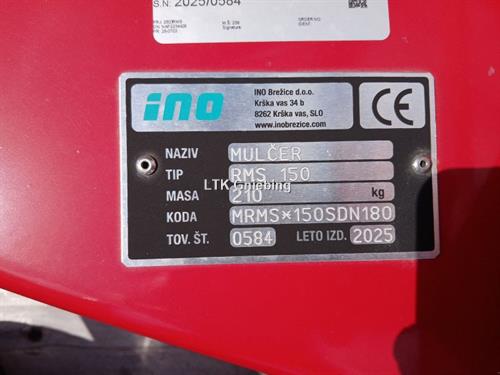 S.N: 2025/0584
INO Brežice d.o.o.
Krška vas 34 b
8262 Krška vas, SLO
www.inobrezice.com
ino
CE
NAZIV MULČER
TIP RMS 150
LTK Gniebing
MASA 210 kg
KODA MRMS*150SDN180
TOV. ŠT. 0584 LETO IZD. 2025